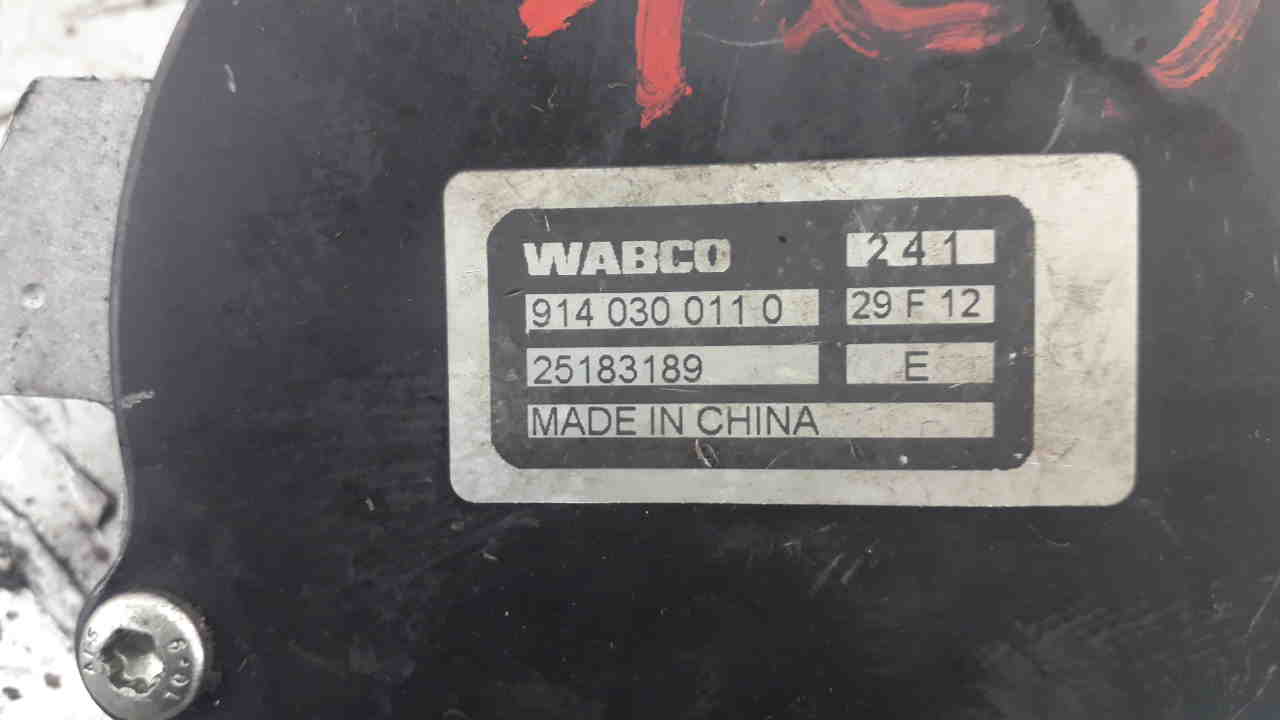 WABCO 241
914 030 011 0 29 F 12
25183189 E
MADE IN CHINA